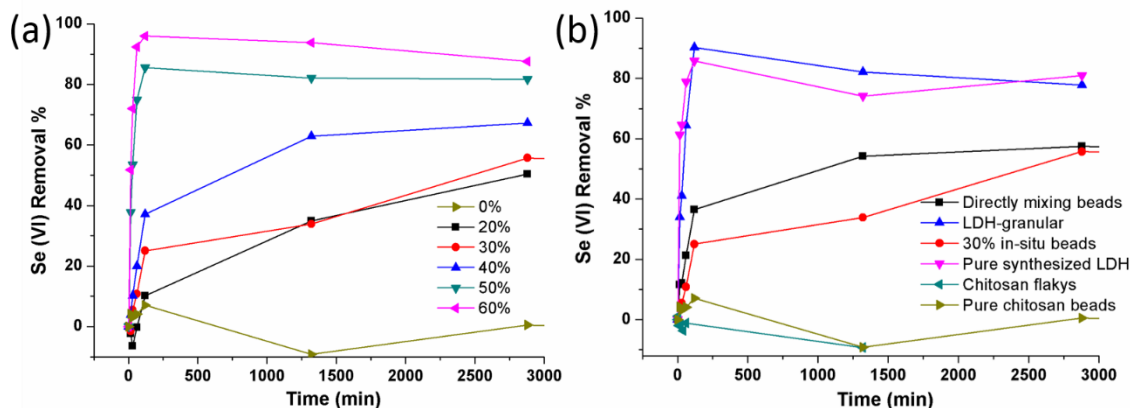 (a)
Se (VI) Removal %
100
80
60
40
20
0
0%
20%
30%
40%
50%
60%
0 500 1000 1500 2000 2500 3000
Time (min)
(b)
Se (VI) Removal %
100
80
60
40
20
0
Directly mixing beads
LDH-granular
30% in-situ beads
Pure synthesized LDH
Chitosan flakys
Pure chitosan beads
0 500 1000 1500 2000 2500 3000
Time (min)